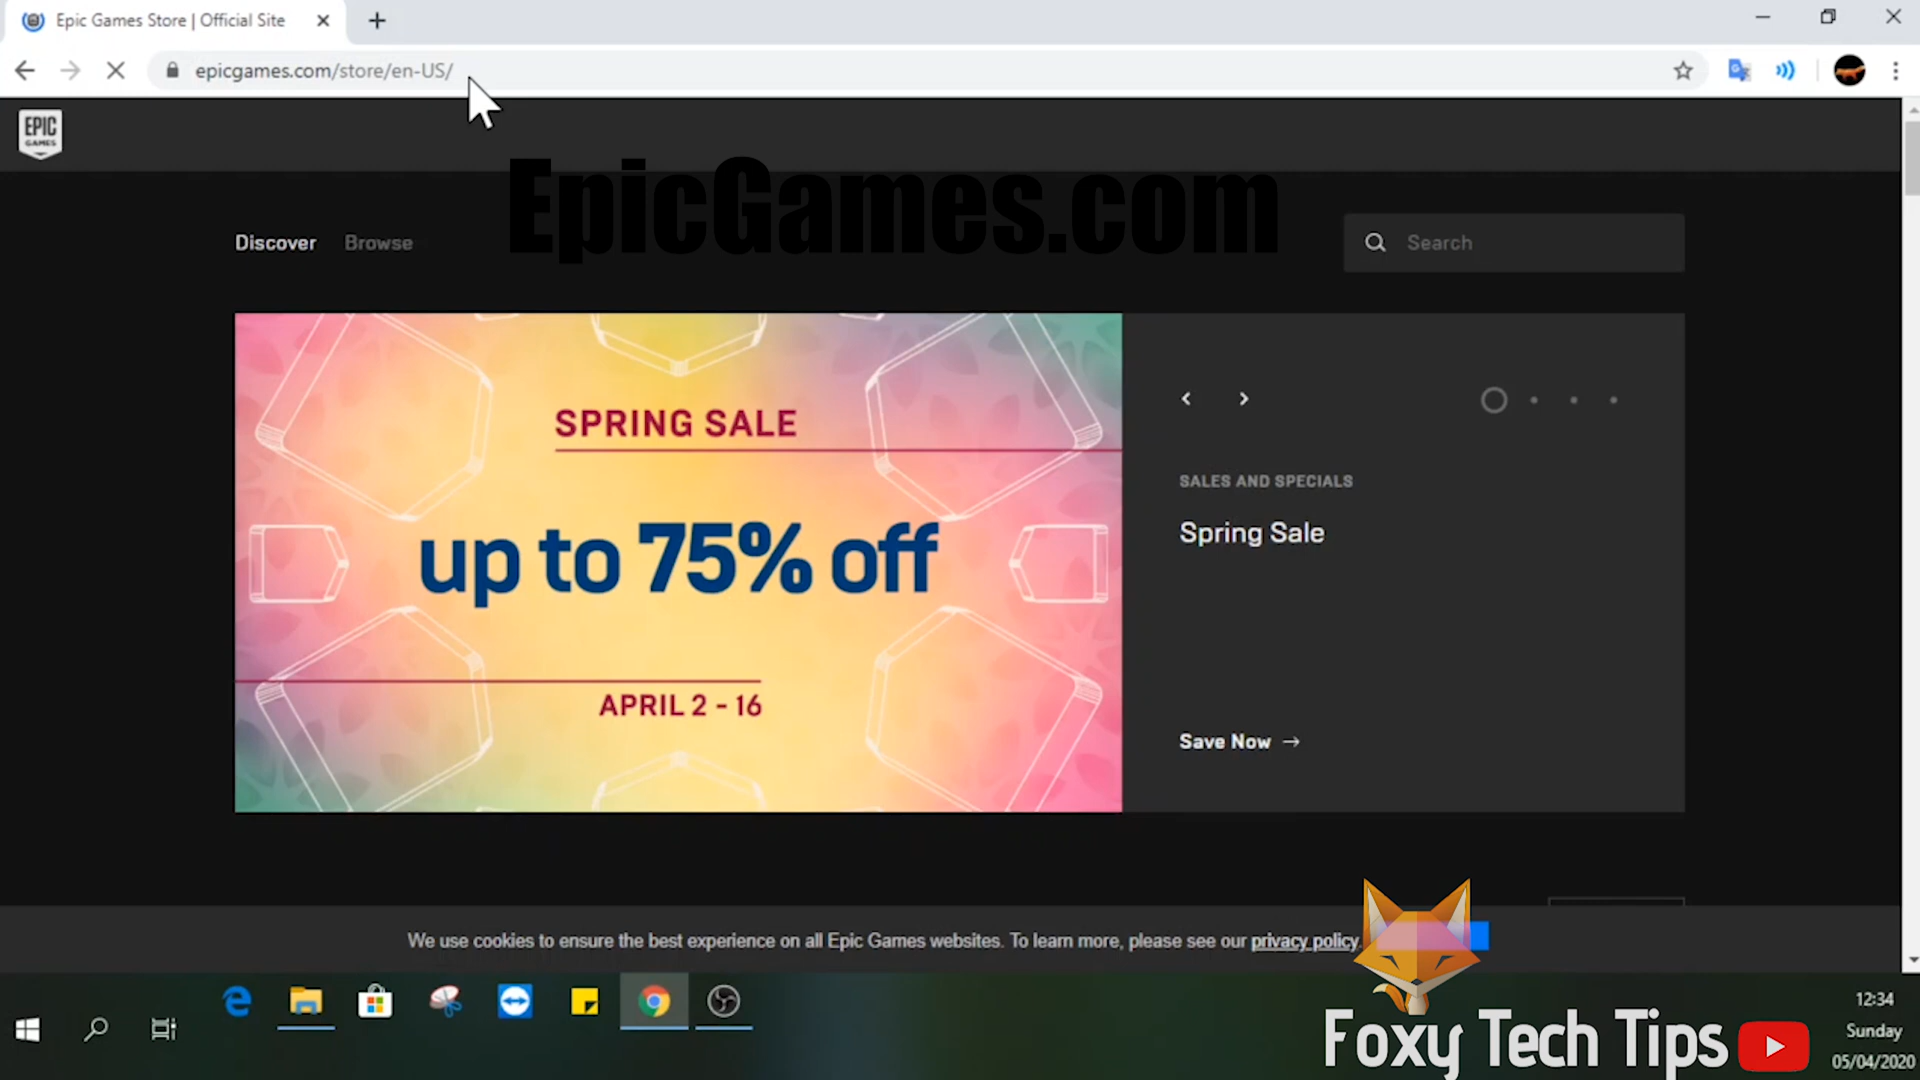 Epic Games Store | Official Site
epicgames.com/store/en-US/
EPIC
GAMES
EpicGames.com
Discover
Browse
Search
SPRING SALE
up to 75% off
APRIL 2 - 16
SALES AND SPECIALS
Spring Sale
Save Now →
We use cookies to ensure the best experience on all Epic Games websites. To learn more, please see our privacy policy.
Foxy Tech Tips
12:34
Sunday
05/04/2020